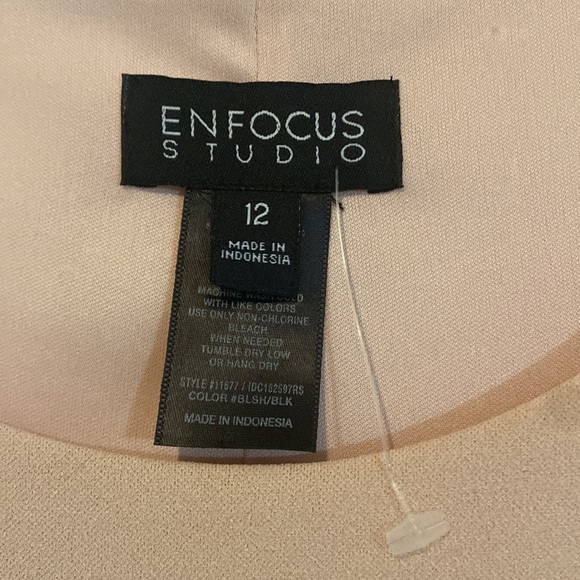 ENFOCUS
STUDIO
12
MADE IN
INDONESIA
MACHINE WASH COLD
WITH LIKE COLORS
USE ONLY NON-CHLORINE
BLEACH
WHEN NEEDED
TUMBLE DRY LOW
OR HANG DRY
STYLE #11677 / IDC182597RS
COLOR #BLSH/BLK
MADE IN INDONESIA